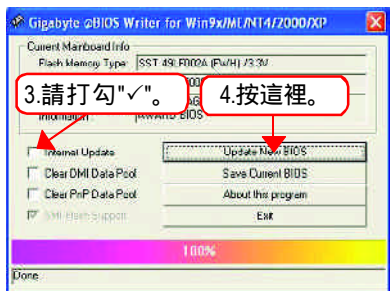 Gigabyte @BIOS Writer for Win9x/ME/NT4/2000/XP
Current Mainboard Info
Flash Memory Type: SST 49LF002A (FW/H) /3.3V
3.請打勾"✓"。
4.按這裡。
Information: AWARD BIOS
Internal Update
Update New BIOS
Clear DMI Data Pool
Save Current BIOS
Clear PnP Data Pool
About this program
SMI Flash Support
Exit
100%
Done.